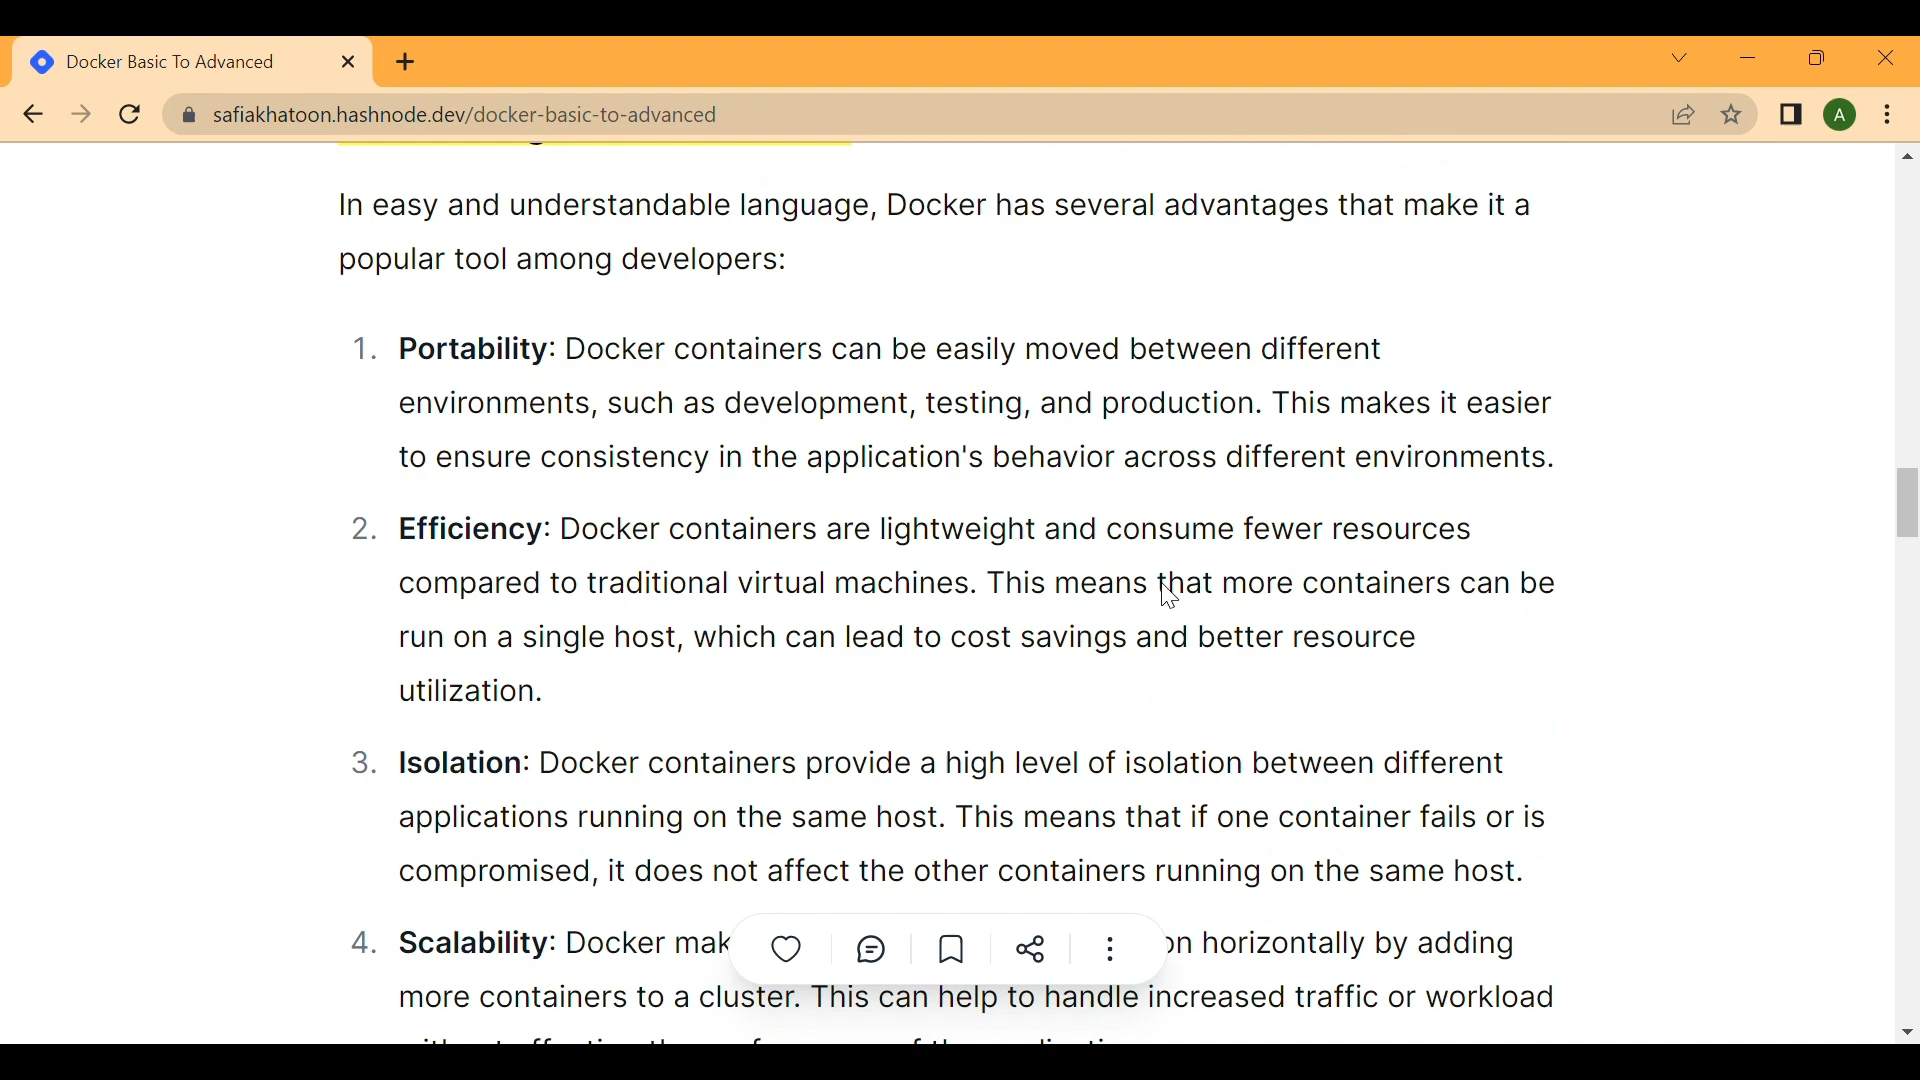 Docker Basic To Advanced
safiakhatoon.hashnode.dev/docker-basic-to-advanced
A
In easy and understandable language, Docker has several advantages that make it a
popular tool among developers:
1. Portability: Docker containers can be easily moved between different
environments, such as development, testing, and production. This makes it easier
to ensure consistency in the application's behavior across different environments.
2. Efficiency: Docker containers are lightweight and consume fewer resources
compared to traditional virtual machines. This means that more containers can be
run on a single host, which can lead to cost savings and better resource
utilization.
3. Isolation: Docker containers provide a high level of isolation between different
applications running on the same host. This means that if one container fails or is
compromised, it does not affect the other containers running on the same host.
4. Scalability: Docker horizontally by adding
more containers to a cluster. This can help to handle increased traffic or workload